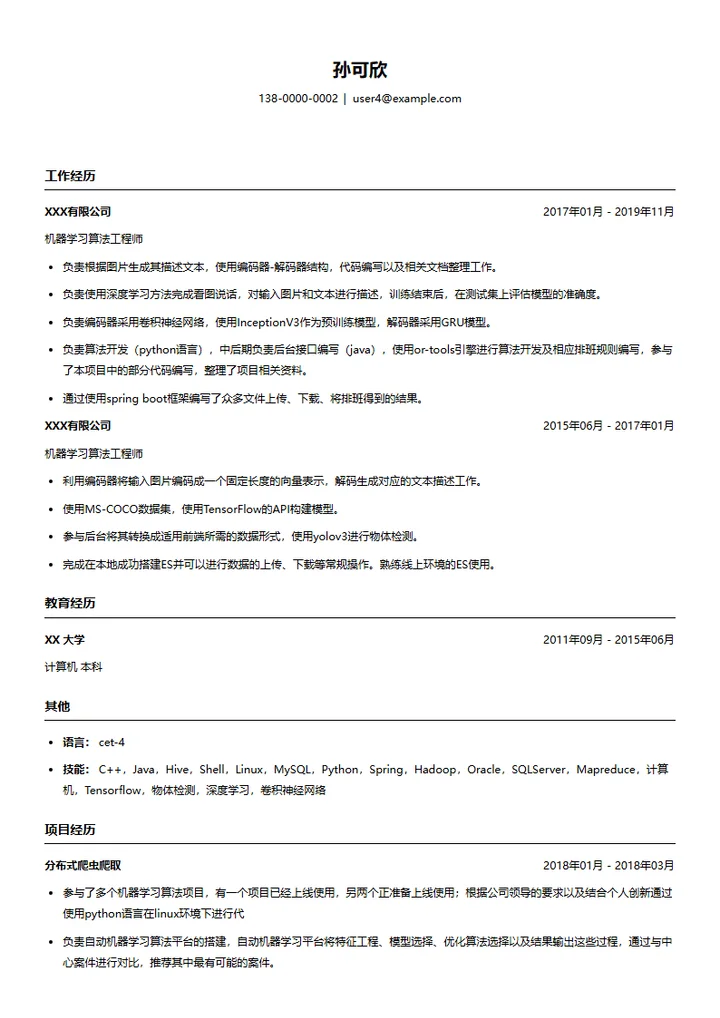 孙可欣
138-0000-0002 | user4@example.com
工作经历
XXX有限公司 2017年01月 - 2019年11月
机器学习算法工程师
• 负责根据图片生成其描述文本，使用编码器-解码器结构，代码编写以及相关文档整理工作。
• 负责使用深度学习方法完成看图说话，对输入图片和文本进行描述，训练结束后，在测试集上评估模型的准确度。
• 负责编码器采用卷积神经网络，使用InceptionV3作为预训练模型，解码器采用GRU模型。
• 负责算法开发（python语言），中后期负责后台接口编写（java），使用or-tools引擎进行算法开发及相应排班规则编写，参与
了本项目中的部分代码编写，整理了项目相关资料。
• 通过使用spring boot框架编写了众多文件上传、下载、将排班得到的结果。
XXX有限公司 2015年06月 - 2017年01月
机器学习算法工程师
• 利用编码器将输入图片编码成一个固定长度的向量表示，解码生成对应的文本描述工作。
• 使用MS-COCO数据集，使用TensorFlow的API构建模型。
• 参与后台将其转换成适用前端所需的数据形式，使用yolov3进行物体检测。
• 完成在本地成功搭建ES并可以进行数据的上传、下载等常规操作。熟练线上环境的ES使用。
教育经历
XX 大学 2011年09月 - 2015年06月
计算机 本科
其他
• 语言： cet-4
• 技能： C++，Java，Hive，Shell，Linux，MySQL，Python，Spring，Hadoop，Oracle，SQLServer，Mapreduce，计算
机，Tensorflow，物体检测，深度学习，卷积神经网络
项目经历
分布式爬虫爬取 2018年01月 - 2018年03月
• 参与了多个机器学习算法项目，有一个项目已经上线使用，另两个正准备上线使用；根据公司领导的要求以及结合个人创新通过
使用python语言在linux环境下进行代
• 负责自动机器学习算法平台的搭建，自动机器学习平台将特征工程、模型选择、优化算法选择以及结果输出这些过程，通过与中
心案件进行对比，推荐其中最有可能的案件。